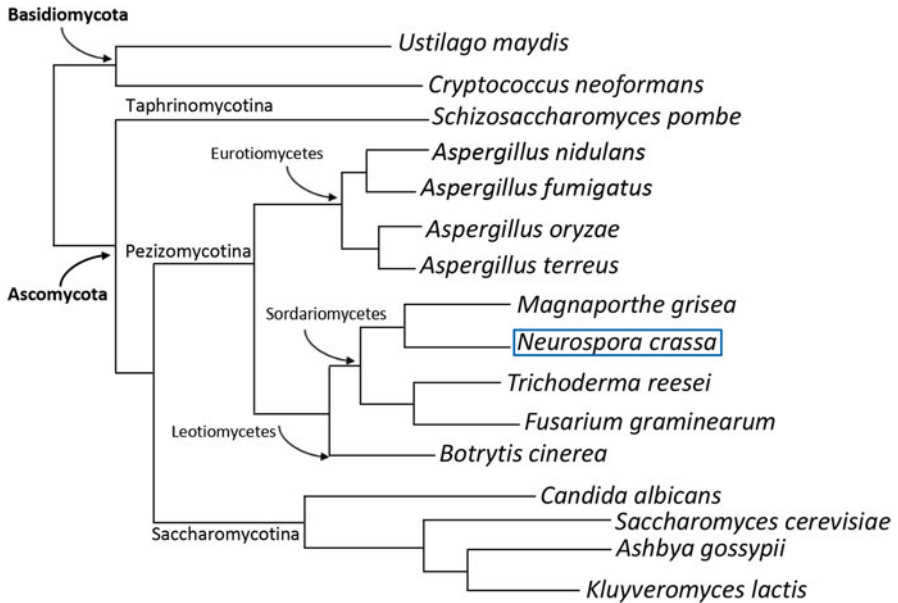 Basidiomycota
Ustilago maydis
Cryptococcus neoformans
Taphrinomycotina
Schizosaccharomyces pombe
Eurotiomycetes
Aspergillus nidulans
Aspergillus fumigatus
Aspergillus oryzae
Pezizomycotina
Aspergillus terreus
Ascomycota
Magnaporthe grisea
Sordariomycetes
Neurospora crassa
Trichoderma reesei
Fusarium graminearum
Leotiomycetes
Botrytis cinerea
Candida albicans
Saccharomyces cerevisiae
Saccharomycotina
Ashbya gossypii
Kluyveromyces lactis